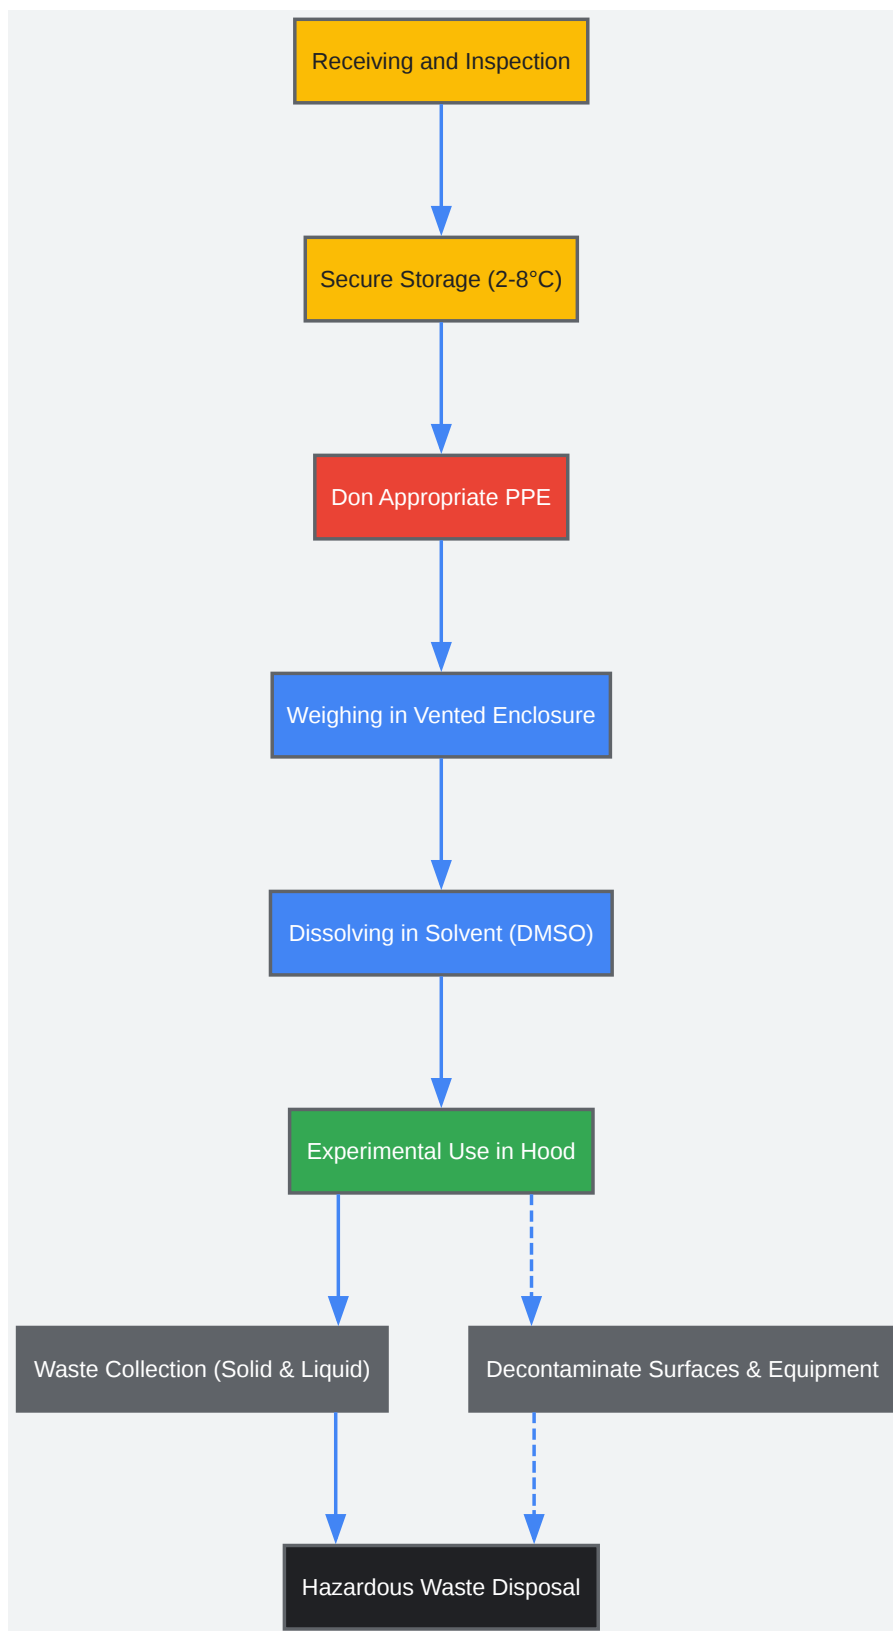 Receiving and Inspection
Secure Storage (2-8°C)
Don Appropriate PPE
Weighing in Vented Enclosure
Dissolving in Solvent (DMSO)
Experimental Use in Hood
Waste Collection (Solid & Liquid)
Decontaminate Surfaces & Equipment
Hazardous Waste Disposal